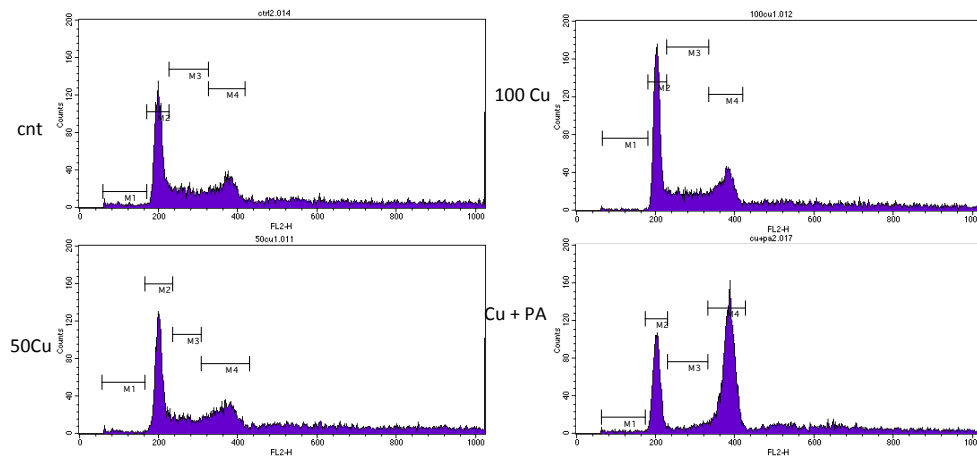 cnt
ctrl2.014
Counts
0 40 80 120 160 200
M1
M2
M3
M4
0 200 400 600 800 1000
FL2-H
100 Cu
100cu1.012
Counts
0 40 80 120 160 200
M1
M2
M3
M4
0 200 400 600 800 1000
FL2-H
50Cu
50cu1.011
Counts
0 40 80 120 160 200
M1
M2
M3
M4
0 200 400 600 800 1000
FL2-H
Cu + PA
cu+pa2.017
Counts
0 40 80 120 160 200
M1
M2
M3
M4
0 200 400 600 800 1000
FL2-H